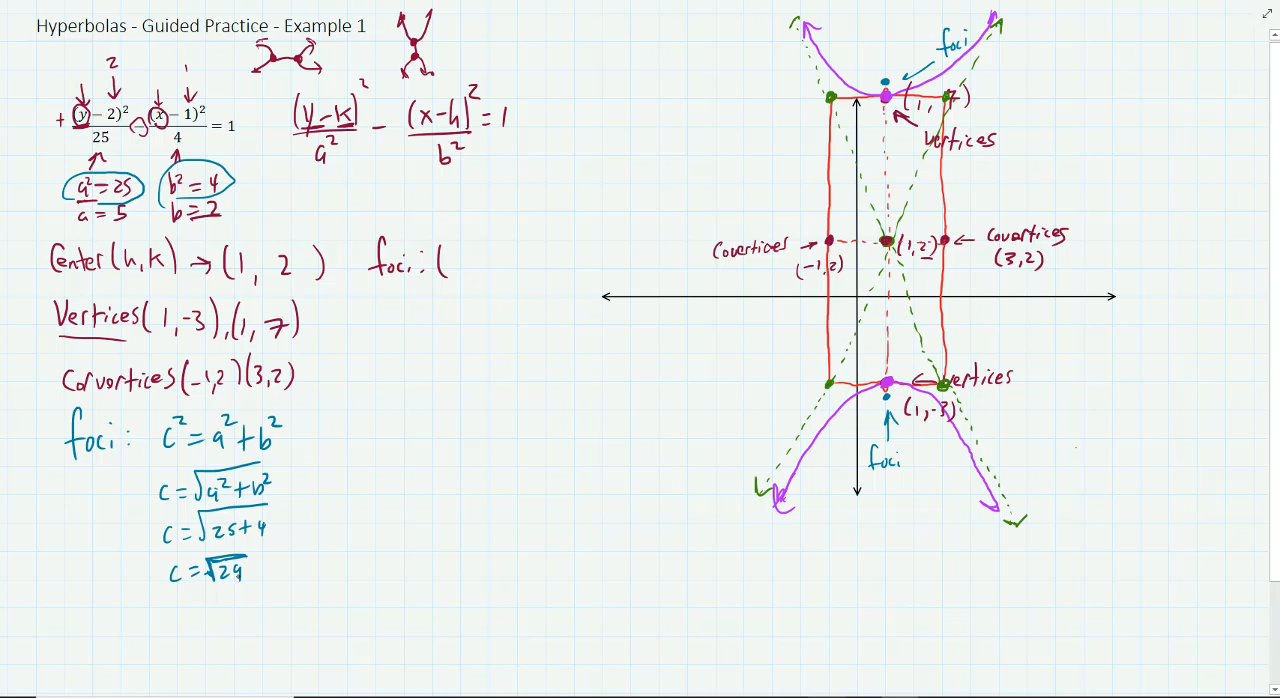 Hyperbolas - Guided Practice - Example 1
2 1
+ (y − 2)²/25 − (x − 1)²/4 = 1
(y-k)²/a² − (x-h)²/b² = 1
a² = 25 b² = 4
a = 5 b = 2
Center(h,k) → (1, 2) foci: (
Vertices(1,-3),(1,7)
Corvertices(-1,2)(3,2)
foci: c² = a² + b²
c = √a² + b²
c = √25+4
c = √29
foci
(1, 7)
vertices
Covertices → (1,2) ← Covertices
(-1,2) (3,2)
← vertices
(1,-3)
foci